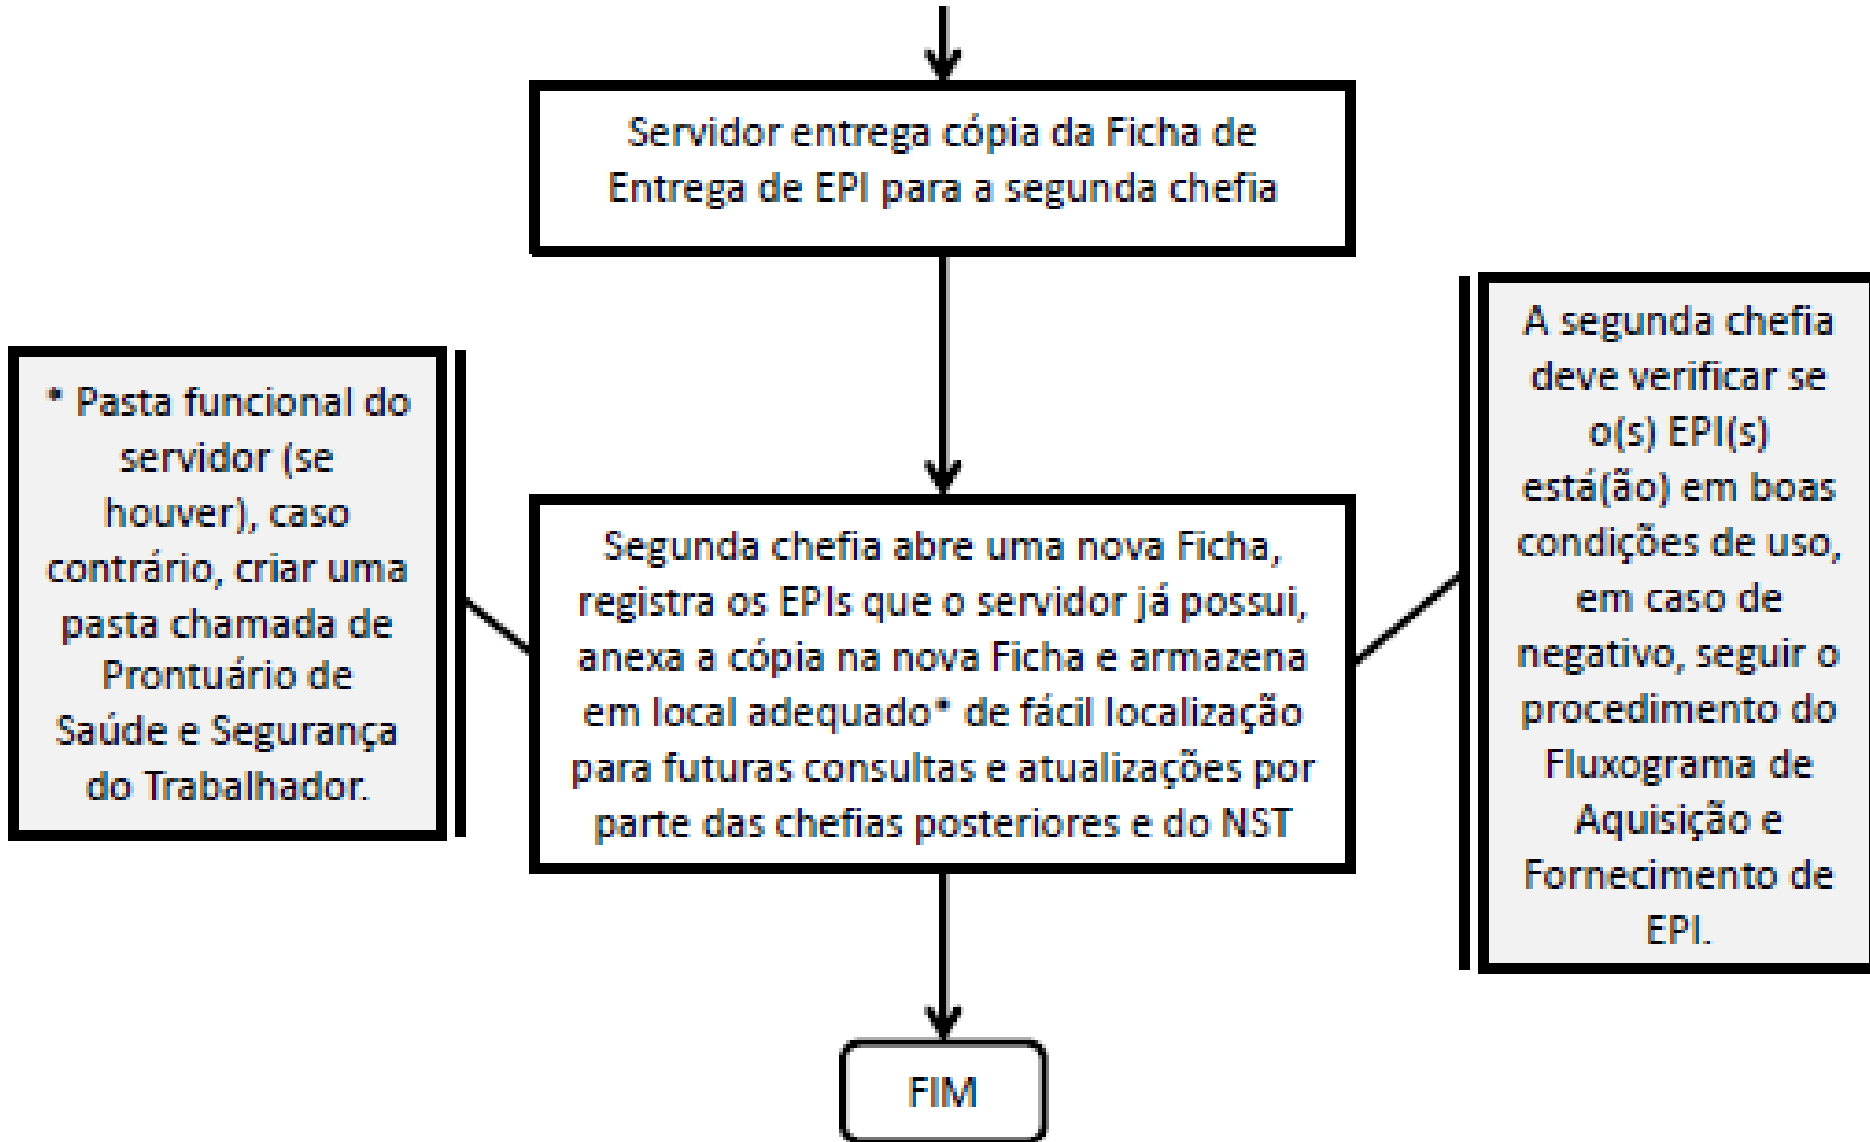 Servidor entrega cópia da Ficha de
Entrega de EPI para a segunda chefia
* Pasta funcional do
servidor (se
houver), caso
contrário, criar uma
pasta chamada de
Prontuário de
Saúde e Segurança
do Trabalhador.
Segunda chefia abre uma nova Ficha,
registra os EPIs que o servidor já possui,
anexa a cópia na nova Ficha e armazena
em local adequado* de fácil localização
para futuras consultas e atualizações por
parte das chefias posteriores e do NST
A segunda chefia
deve verificar se
o(s) EPI(s)
está(ão) em boas
condições de uso,
em caso de
negativo, seguir o
procedimento do
Fluxograma de
Aquisição e
Fornecimento de
EPI.
FIM